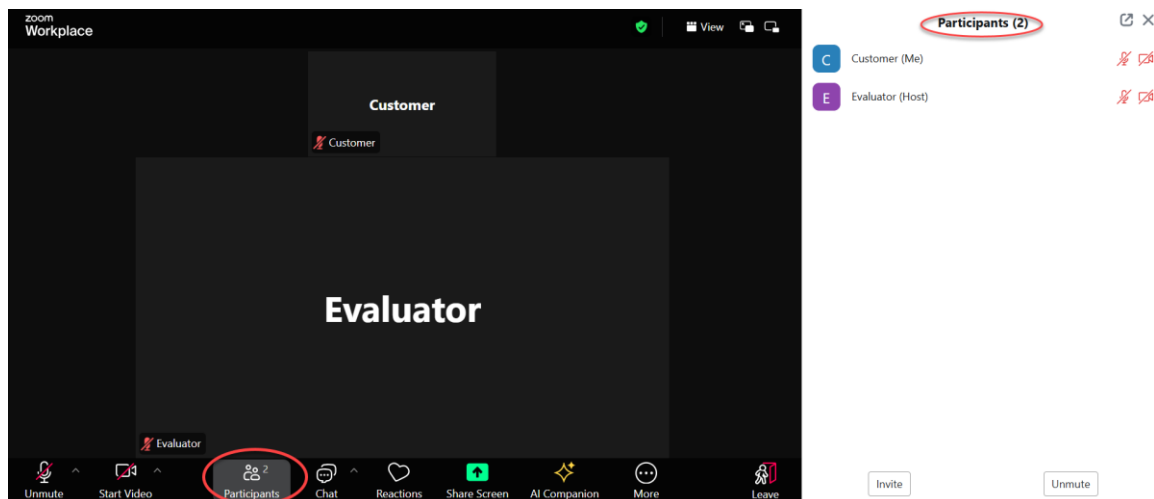 zoom
Workplace
View
Customer
Customer
Evaluator
Evaluator
Unmute
Start Video
2
Participants
Chat
Reactions
Share Screen
AI Companion
More
Leave
Participants (2)
C
Customer (Me)
E
Evaluator (Host)
Invite
Unmute